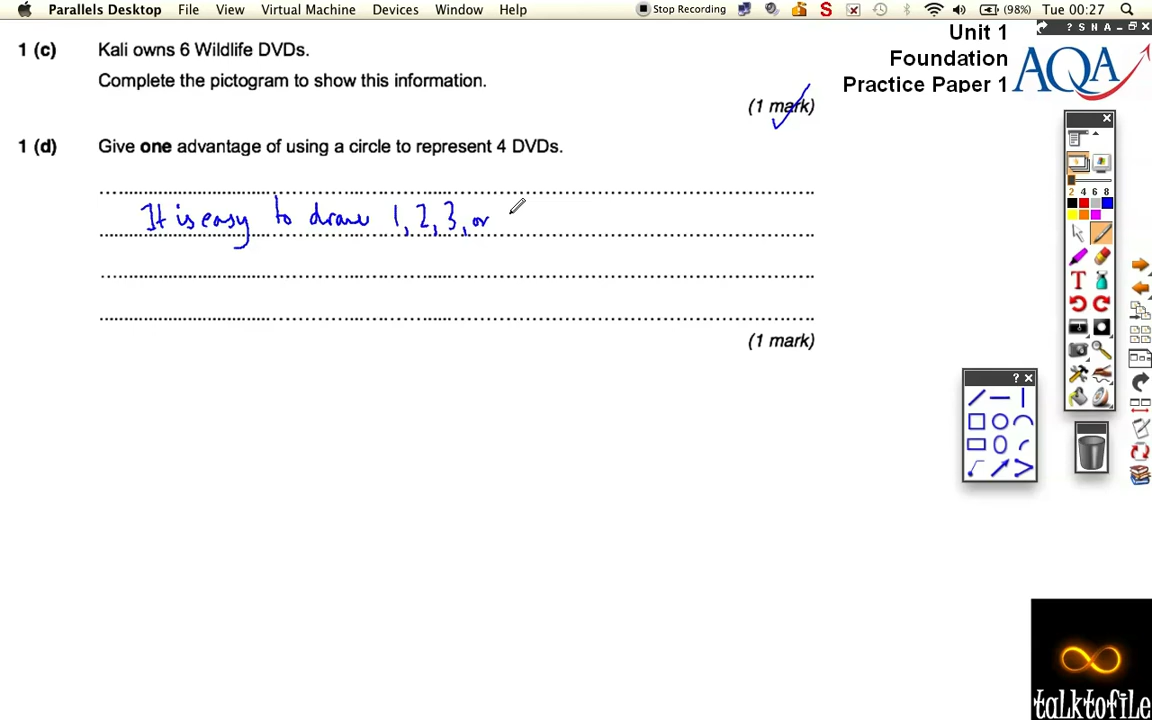 Parallels Desktop File View Virtual Machine Devices Window Help Stop Recording S (98%) Tue 00:27
? S N A
1 (c) Kali owns 6 Wildlife DVDs.
Complete the pictogram to show this information.
(1 mark)
Unit 1
Foundation
Practice Paper 1
AQA
1 (d) Give one advantage of using a circle to represent 4 DVDs.
It is easy to draw 1, 2, 3, or
(1 mark)
2 4 6 8
T
?
talktofile